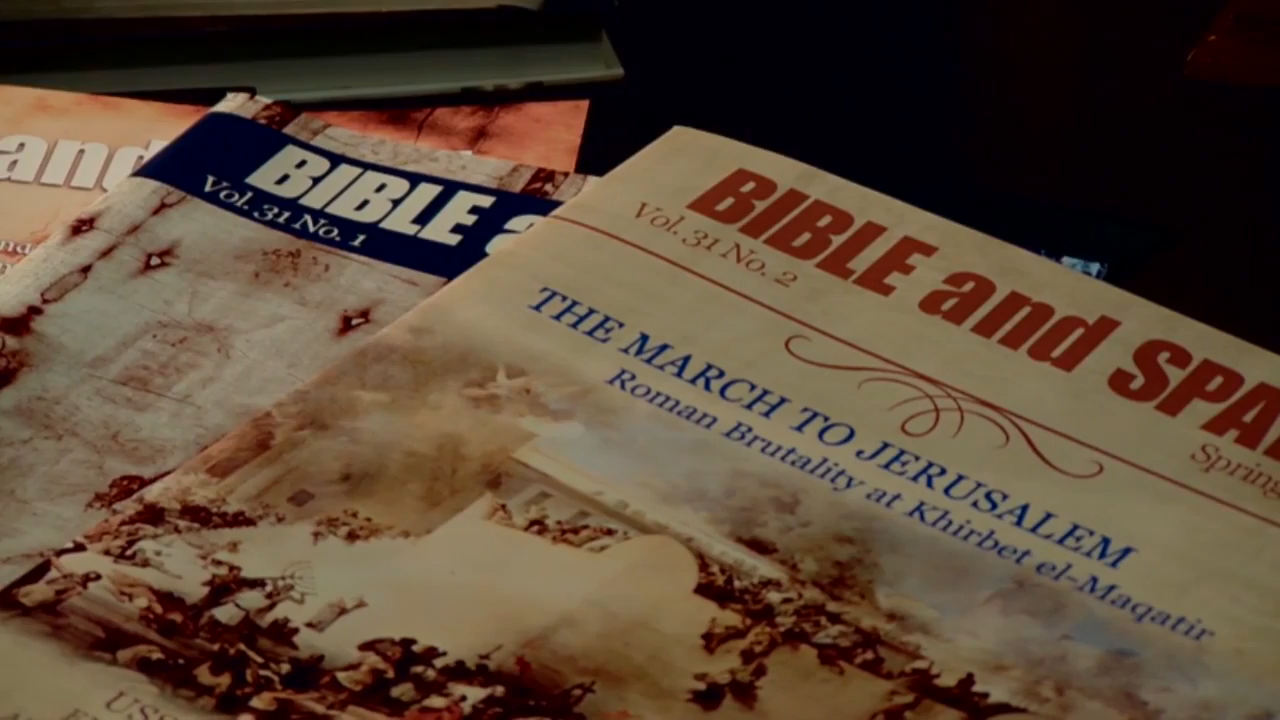 and
BIBLE a
Vol. 31 No. 1
BIBLE and SPA
Vol. 31 No. 2
Spring
THE MARCH TO JERUSALEM
Roman Brutality at Khirbet el-Maqatir